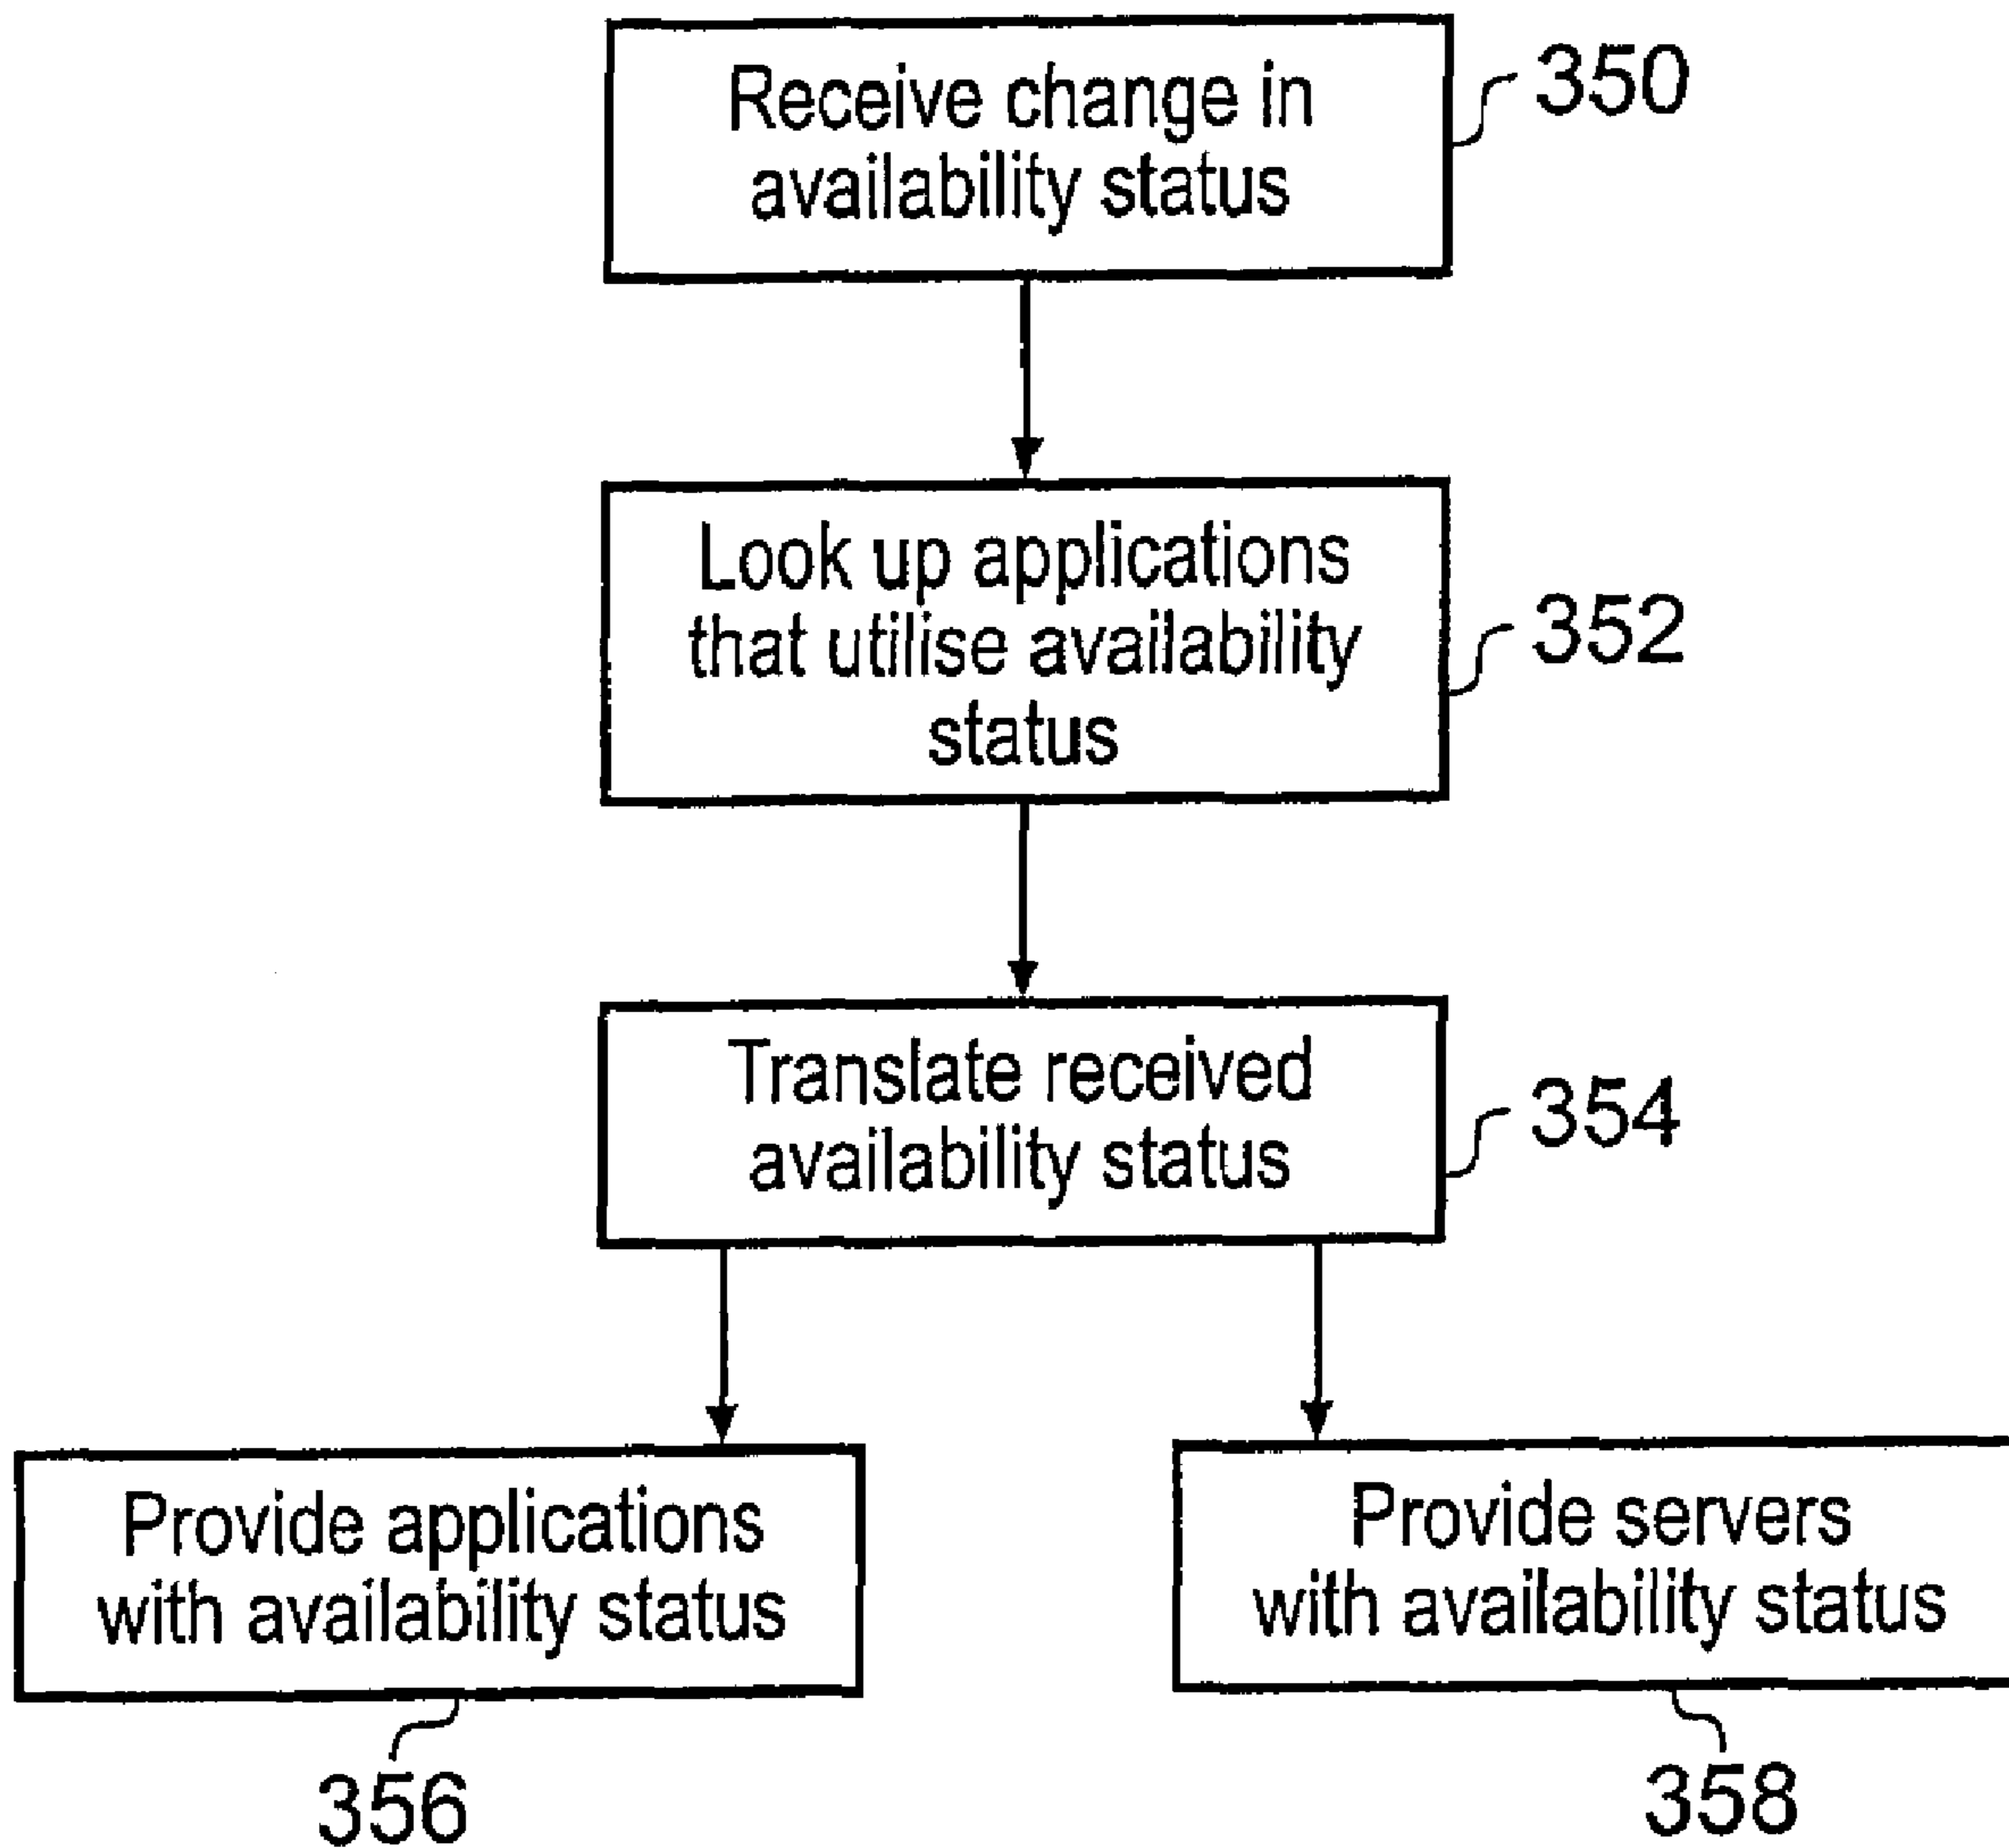 Receive change in
availability status
350
Look up applications
that utilise availability
status
352
Translate received
availability status
354
Provide applications
with availability status
356
Provide servers
with availability status
358